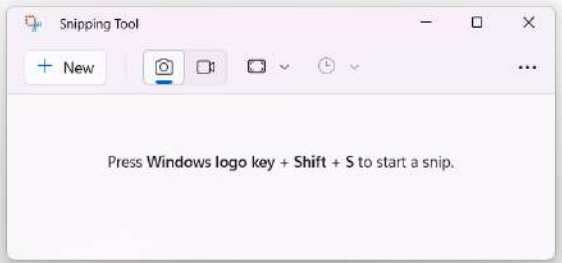 Snipping Tool
New
Press Windows logo key + Shift + S to start a snip.